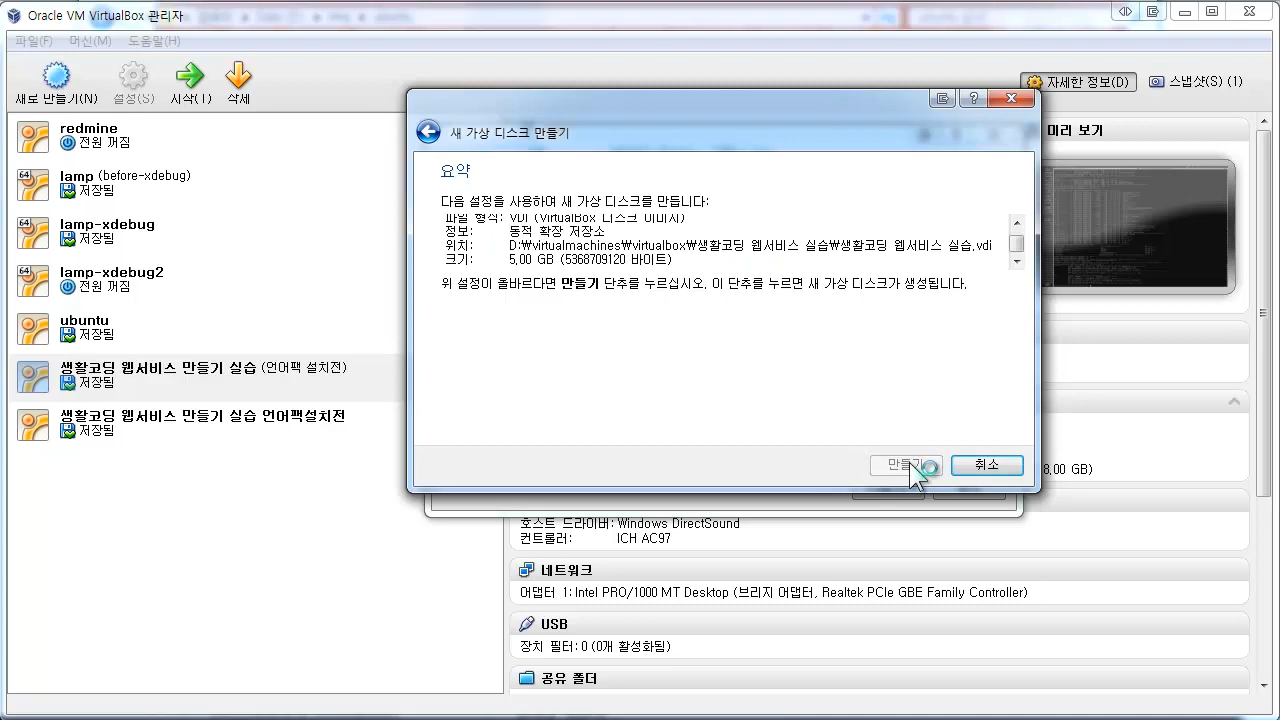 Oracle VM VirtualBox 관리자
파일(F) 머신(M) 도움말(H)
새로 만들기(N) 설정(S) 시작(T) 삭제
자세한 정보(D) 스냅샷(S) (1)
redmine
전원 꺼짐
lamp (before-xdebug)
저장됨
lamp-xdebug
저장됨
lamp-xdebug2
전원 꺼짐
ubuntu
저장됨
생활코딩 웹서비스 만들기 실습 (언어팩 설치전)
저장됨
생활코딩 웹서비스 만들기 실습 언어팩설치전
저장됨
새 가상 디스크 만들기
요약
다음 설정을 사용하여 새 가상 디스크를 만듭니다:
파일 형식: VDI (VirtualBox 디스크 이미지)
정보: 동적 확장 저장소
위치: D:\virtualmachines\virtualbox\생활코딩 웹서비스 실습\생활코딩 웹서비스 실습.vdi
크기: 5,00 GB (5368709120 바이트)
위 설정이 올바르다면 만들기 단추를 누르십시오. 이 단추를 누르면 새 가상 디스크가 생성됩니다.
만들기 취소
미리 보기
8,00 GB)
호스트 드라이버: Windows DirectSound
컨트롤러: ICH AC97
네트워크
어댑터 1: Intel PRO/1000 MT Desktop (브리지 어댑터, Realtek PCIe GBE Family Controller)
USB
장치 필터: 0 (0개 활성화됨)
공유 폴더